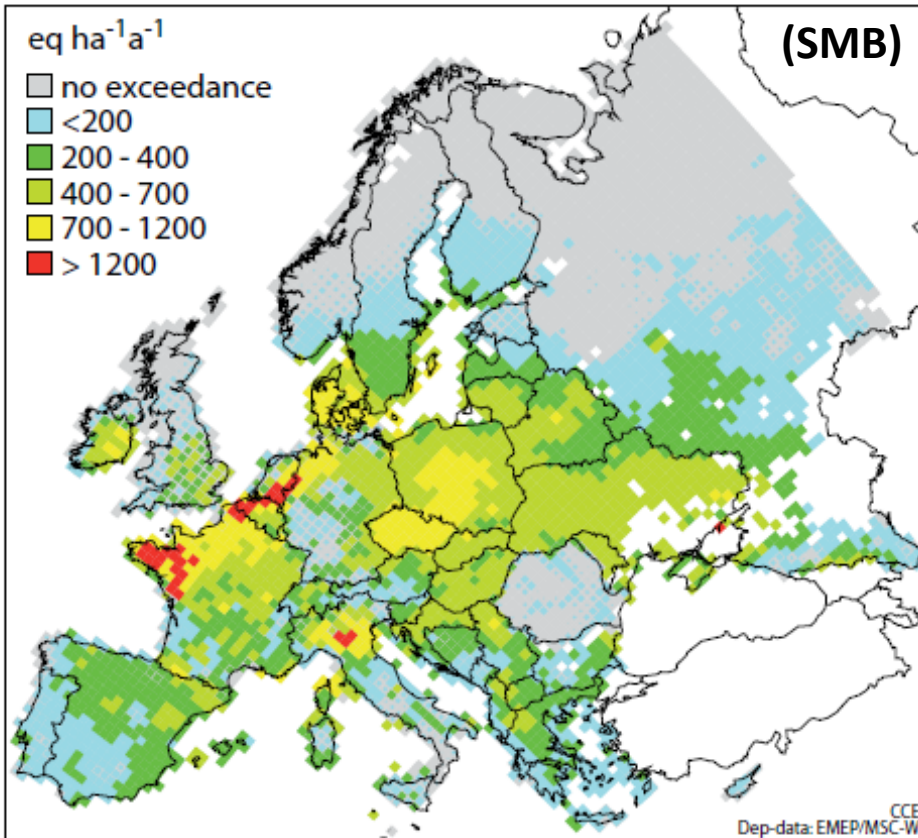 eq ha⁻¹a⁻¹
(SMB)
no exceedance
<200
200 - 400
400 - 700
700 - 1200
> 1200
CCE
Dep-data: EMEP/MSC-W